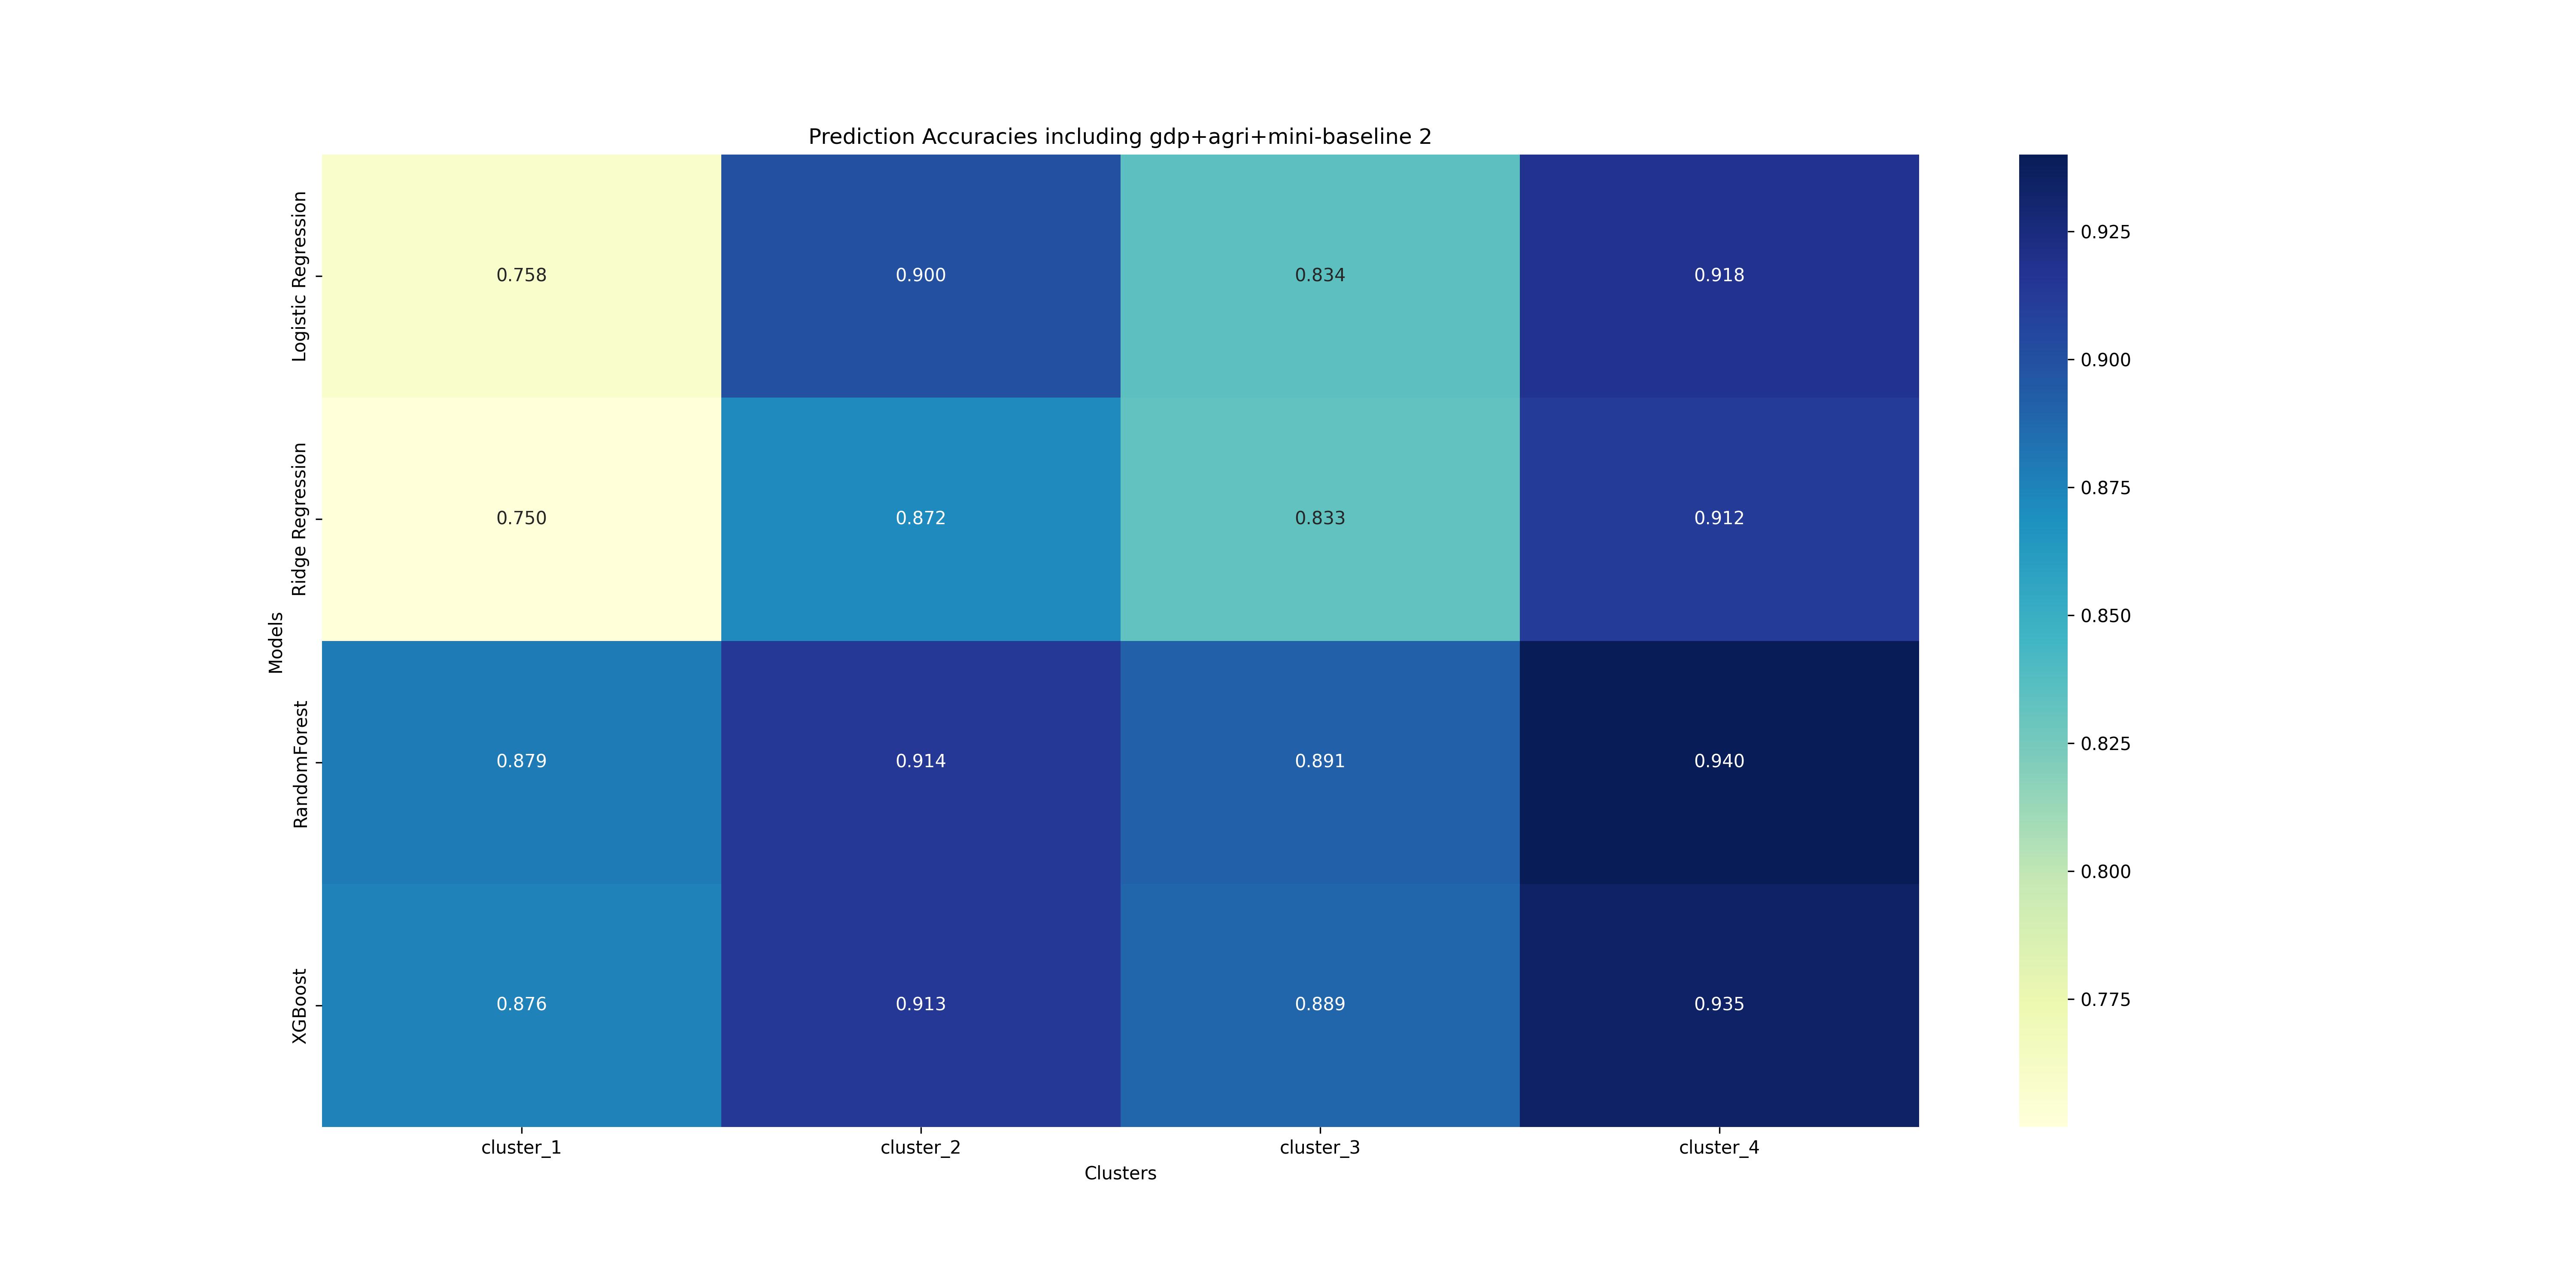 Prediction Accuracies including gdp+agri+mini-baseline 2
Models
Logistic Regression
0.758 0.900 0.834 0.918
Ridge Regression
0.750 0.872 0.833 0.912
RandomForest
0.879 0.914 0.891 0.940
XGBoost
0.876 0.913 0.889 0.935
cluster_1 cluster_2 cluster_3 cluster_4
Clusters
0.925
0.900
0.875
0.850
0.825
0.800
0.775